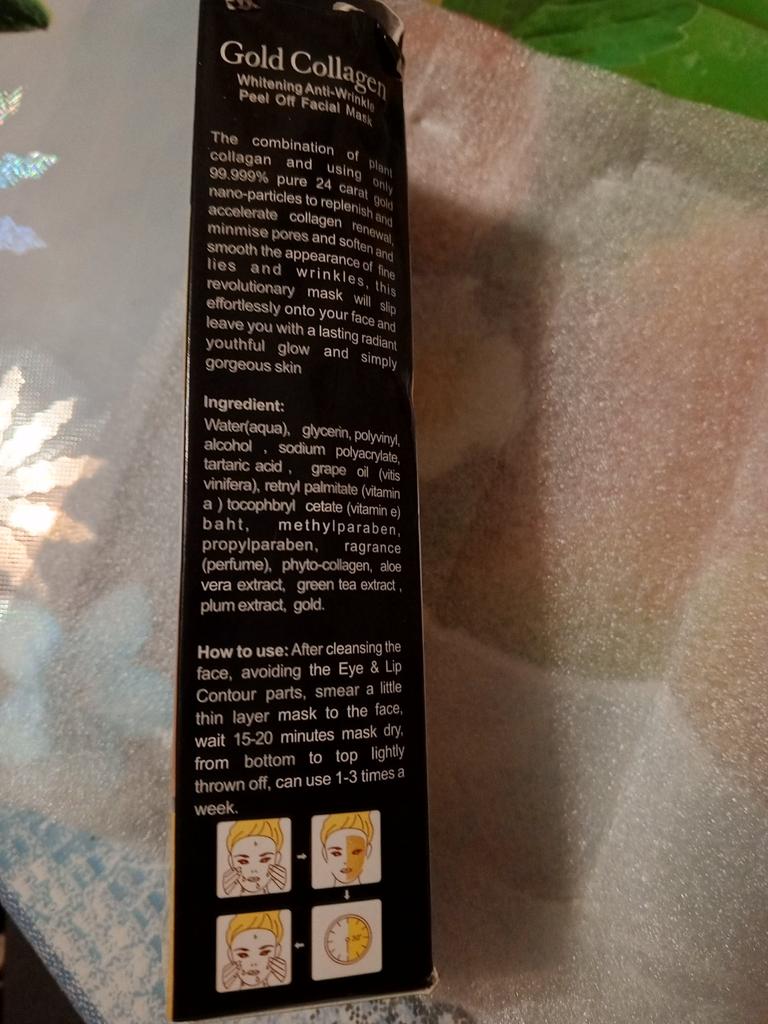 Gold Collagen
Whitening Anti-Wrinkle
Peel Off Facial Mask
The combination of plant
collagan and using only
99.999% pure 24 carat gold
nano-particles to replenish and
accelerate collagen renewal,
minmise pores and soften and
smooth the appearance of fine
lies and wrinkles, this
revolutionary mask will slip
effortlessly onto your face and
leave you with a lasting radiant
youthful glow and simply
gorgeous skin
Ingredient:
Water(aqua), glycerin, polyvinyl,
alcohol , sodium polyacrylate,
tartaric acid , grape oil (vitis
vinifera), retnyl palmitate (vitamin
a ) tocophbryl cetate (vitamin e)
baht, methylparaben,
propylparaben, ragrance
(perfume), phyto-collagen, aloe
vera extract, green tea extract ,
plum extract, gold.
How to use: After cleansing the
face, avoiding the Eye & Lip
Contour parts, smear a little
thin layer mask to the face,
wait 15-20 minutes mask dry,
from bottom to top lightly
thrown off, can use 1-3 times a
week.